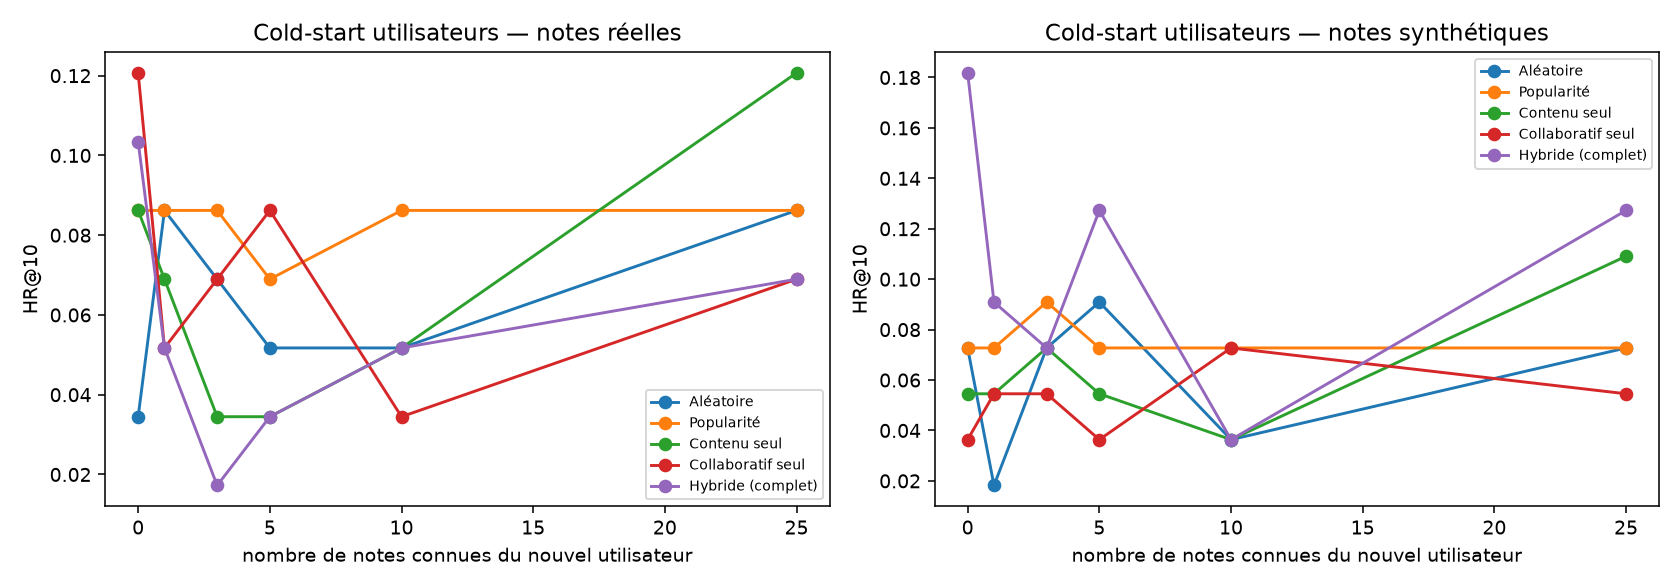 Cold-start utilisateurs — notes réelles
HR@10
0.12
0.10
0.08
0.06
0.04
0.02
0 5 10 15 20 25
nombre de notes connues du nouvel utilisateur
Aléatoire
Popularité
Contenu seul
Collaboratif seul
Hybride (complet)
Cold-start utilisateurs — notes synthétiques
HR@10
0.18
0.16
0.14
0.12
0.10
0.08
0.06
0.04
0.02
0 5 10 15 20 25
nombre de notes connues du nouvel utilisateur
Aléatoire
Popularité
Contenu seul
Collaboratif seul
Hybride (complet)